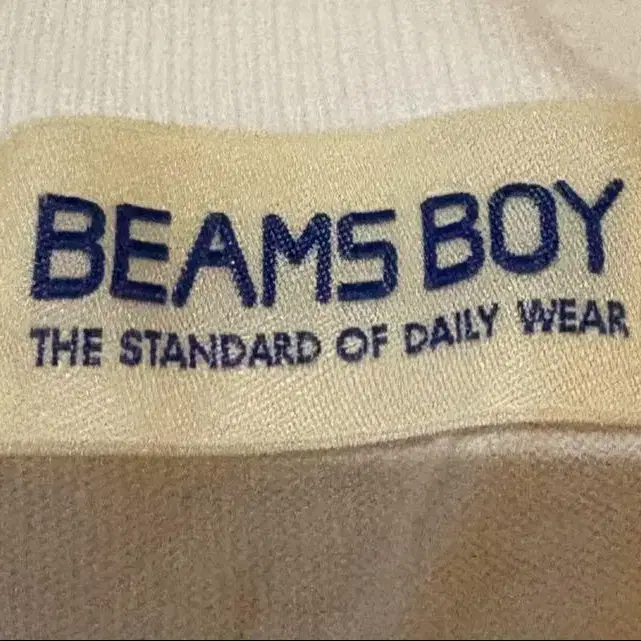 BEAMS BOY
THE STANDARD OF DAILY WEAR